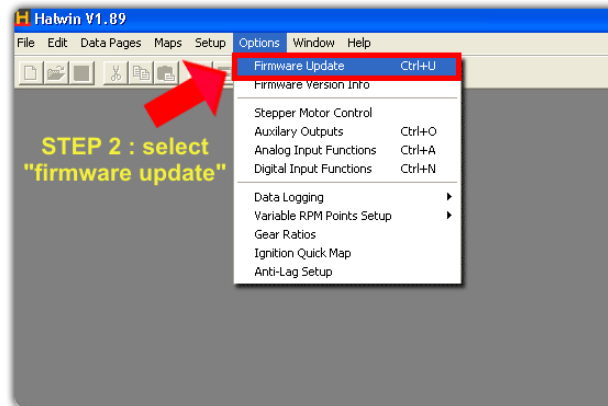 H Halwin V1.89
File Edit Data Pages Maps Setup Options Window Help
Firmware Update Ctrl+U
Firmware Version Info
Stepper Motor Control
Auxilary Outputs Ctrl+O
Analog Input Functions Ctrl+A
Digital Input Functions Ctrl+N
Data Logging
Variable RPM Points Setup
Gear Ratios
Ignition Quick Map
Anti-Lag Setup
STEP 2 : select
"firmware update"